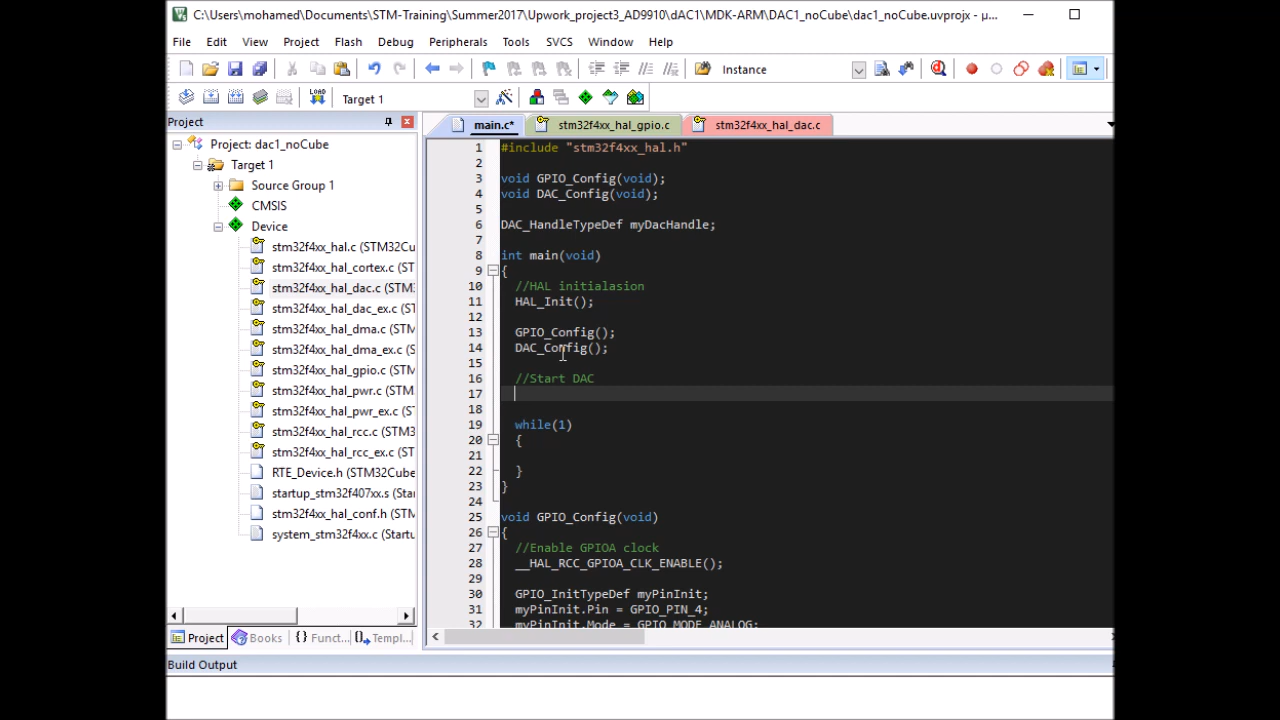 C:\Users\mohamed\Documents\STM-Training\Summer2017\Upwork_project3_AD9910\dAC1\MDK-ARM\DAC1_noCube\dac1_noCube.uvprojx - µ...
File Edit View Project Flash Debug Peripherals Tools SVCS Window Help
Instance
LOAD Target 1
Project
main.c* stm32f4xx_hal_gpio.c stm32f4xx_hal_dac.c
Project: dac1_noCube
Target 1
Source Group 1
CMSIS
Device
stm32f4xx_hal.c (STM32Cu
stm32f4xx_hal_cortex.c (ST
stm32f4xx_hal_dac.c (STM3
stm32f4xx_hal_dac_ex.c (ST
stm32f4xx_hal_dma.c (STM
stm32f4xx_hal_dma_ex.c (S
stm32f4xx_hal_gpio.c (STM
stm32f4xx_hal_pwr.c (STM3
stm32f4xx_hal_pwr_ex.c (S
stm32f4xx_hal_rcc.c (STM3
stm32f4xx_hal_rcc_ex.c (ST
RTE_Device.h (STM32Cube
startup_stm32f407xx.s (Star
stm32f4xx_hal_conf.h (STM
system_stm32f4xx.c (Startu
1 #include "stm32f4xx_hal.h"
2
3 void GPIO_Config(void);
4 void DAC_Config(void);
5
6 DAC_HandleTypeDef myDacHandle;
7
8 int main(void)
9 {
10 //HAL initialasion
11 HAL_Init();
12
13 GPIO_Config();
14 DAC_Config();
15
16 //Start DAC
17
18
19 while(1)
20 {
21
22 }
23 }
24
25 void GPIO_Config(void)
26 {
27 //Enable GPIOA clock
28 __HAL_RCC_GPIOA_CLK_ENABLE();
29
30 GPIO_InitTypeDef myPinInit;
31 myPinInit.Pin = GPIO_PIN_4;
32 myPinInit.Mode = GPIO_MODE_ANALOG;
Project Books {} Funct... Templ...
Build Output